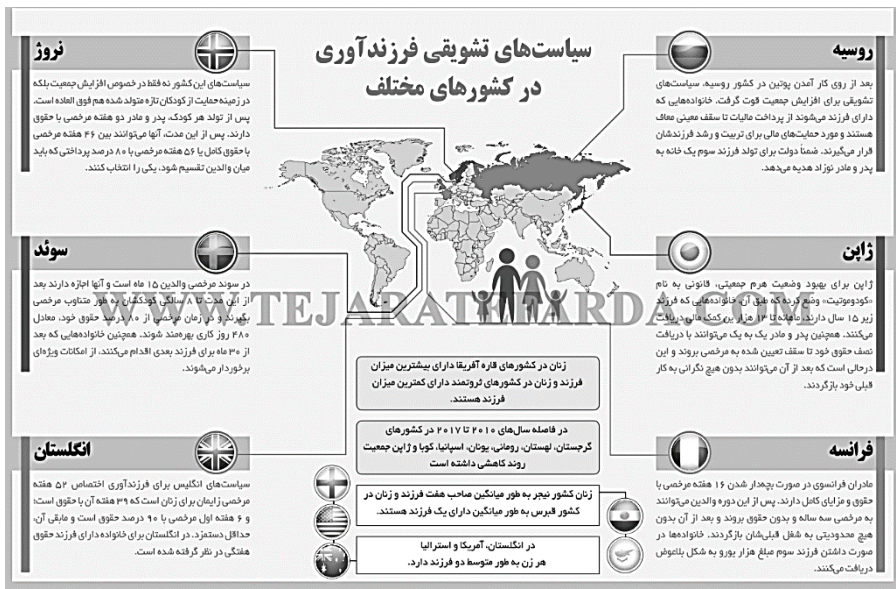 سیاست‌های تشویقی فرزندآوری
در کشورهای مختلف
روسیه
بعد از روی کار آمدن پوتین در کشور روسیه، سیاست‌های
تشویقی برای افزایش جمعیت قوت گرفت. خانواده‌هایی که
دارای فرزند می‌شوند از پرداخت مالیات تا سقف معینی معاف
هستند و مورد حمایت‌های مالی برای تربیت و رشد فرزندشان
قرار می‌گیرند. ضمناً دولت برای تولد فرزند سوم یک خانه به
پدر و مادر نوزاد هدیه می‌دهد.
ژاپن
ژاپن برای بهبود وضعیت هرم جمعیتی، قانونی به نام
«کودوموتیت» وضع کرده که طبق آن، خانواده‌هایی که فرزند
زیر ۱۵ سال دارند، ماهانه تا ۱۳ هزار ین کمک مالی دریافت
می‌کنند. همچنین پدر و مادر یک به یک می‌توانند با دریافت
نصف حقوق خود تا سقف تعیین شده به مرخصی بروند و این
درحالی است که بعد از آن می‌توانند بدون هیچ نگرانی به کار
قبلی خود بازگردند.
فرانسه
مادران فرانسوی در صورت بچه‌دار شدن ۱۶ هفته مرخصی با
حقوق و مزایای کامل دارند. پس از این دوره والدین می‌توانند
به مرخصی سه ساله و بدون حقوق بروند و بعد از آن بدون
هیچ محدودیتی به شغل قبلی‌شان بازگردند. خانواده‌ها در
صورت داشتن فرزند سوم مبلغ هزار یورو به شکل بلاعوض
دریافت می‌کنند.
نروژ
سیاست‌های این کشور نه فقط در خصوص افزایش جمعیت بلکه
در زمینه حمایت از کودکان تازه متولد شده هم فوق العاده است.
پس از تولد هر کودک، پدر و مادر دو هفته مرخصی با حقوق
دارند. پس از این مدت، آنها می‌توانند بین ۴۶ هفته مرخصی
با حقوق کامل یا ۵۶ هفته مرخصی با ۸۰ درصد پرداختی که باید
میان والدین تقسیم شود، یکی را انتخاب کنند.
سوئد
در سوئد مرخصی والدین ۱۵ ماه است و آنها اجازه دارند بعد
از این مدت تا ۸ سالگی کودکشان به طور متناوب مرخصی
بگیرند و در زمان مرخصی از ۸۰ درصد حقوق خود، معادل
۴۸۰ روز کاری بهره‌مند شوند. همچنین خانواده‌هایی که بعد
از ۳۰ ماه برای فرزند بعدی اقدام می‌کنند، از امکانات ویژه‌ای
برخوردار می‌شوند.
انگلستان
سیاست‌های انگلیس برای فرزندآوری اختصاص ۵۲ هفته
مرخصی زایمان برای زنان است که ۳۹ هفته آن با حقوق است؛
و ۶ هفته اول مرخصی با ۹۰ درصد حقوق است و مابقی آن،
حداقل دستمزد. در انگلستان برای خانواده دارای فرزند حقوق
هفتگی در نظر گرفته شده است.
زنان در کشورهای قاره آفریقا دارای بیشترین میزان
فرزند و زنان در کشورهای ثروتمند دارای کمترین میزان
فرزند هستند.
در فاصله سال‌های ۲۰۱۰ تا ۲۰۱۷ در کشورهای
گرجستان، لهستان، رومانی، یونان، اسپانیا، کوبا و ژاپن جمعیت
روند کاهشی داشته است
زنان کشور نیجر به طور میانگین صاحب هفت فرزند و زنان در
کشور قبرس به طور میانگین دارای یک فرزند هستند.
در انگلستان، آمریکا و استرالیا
هر زن به طور متوسط دو فرزند دارد.
WWW.TEJARATEFARDA.COM